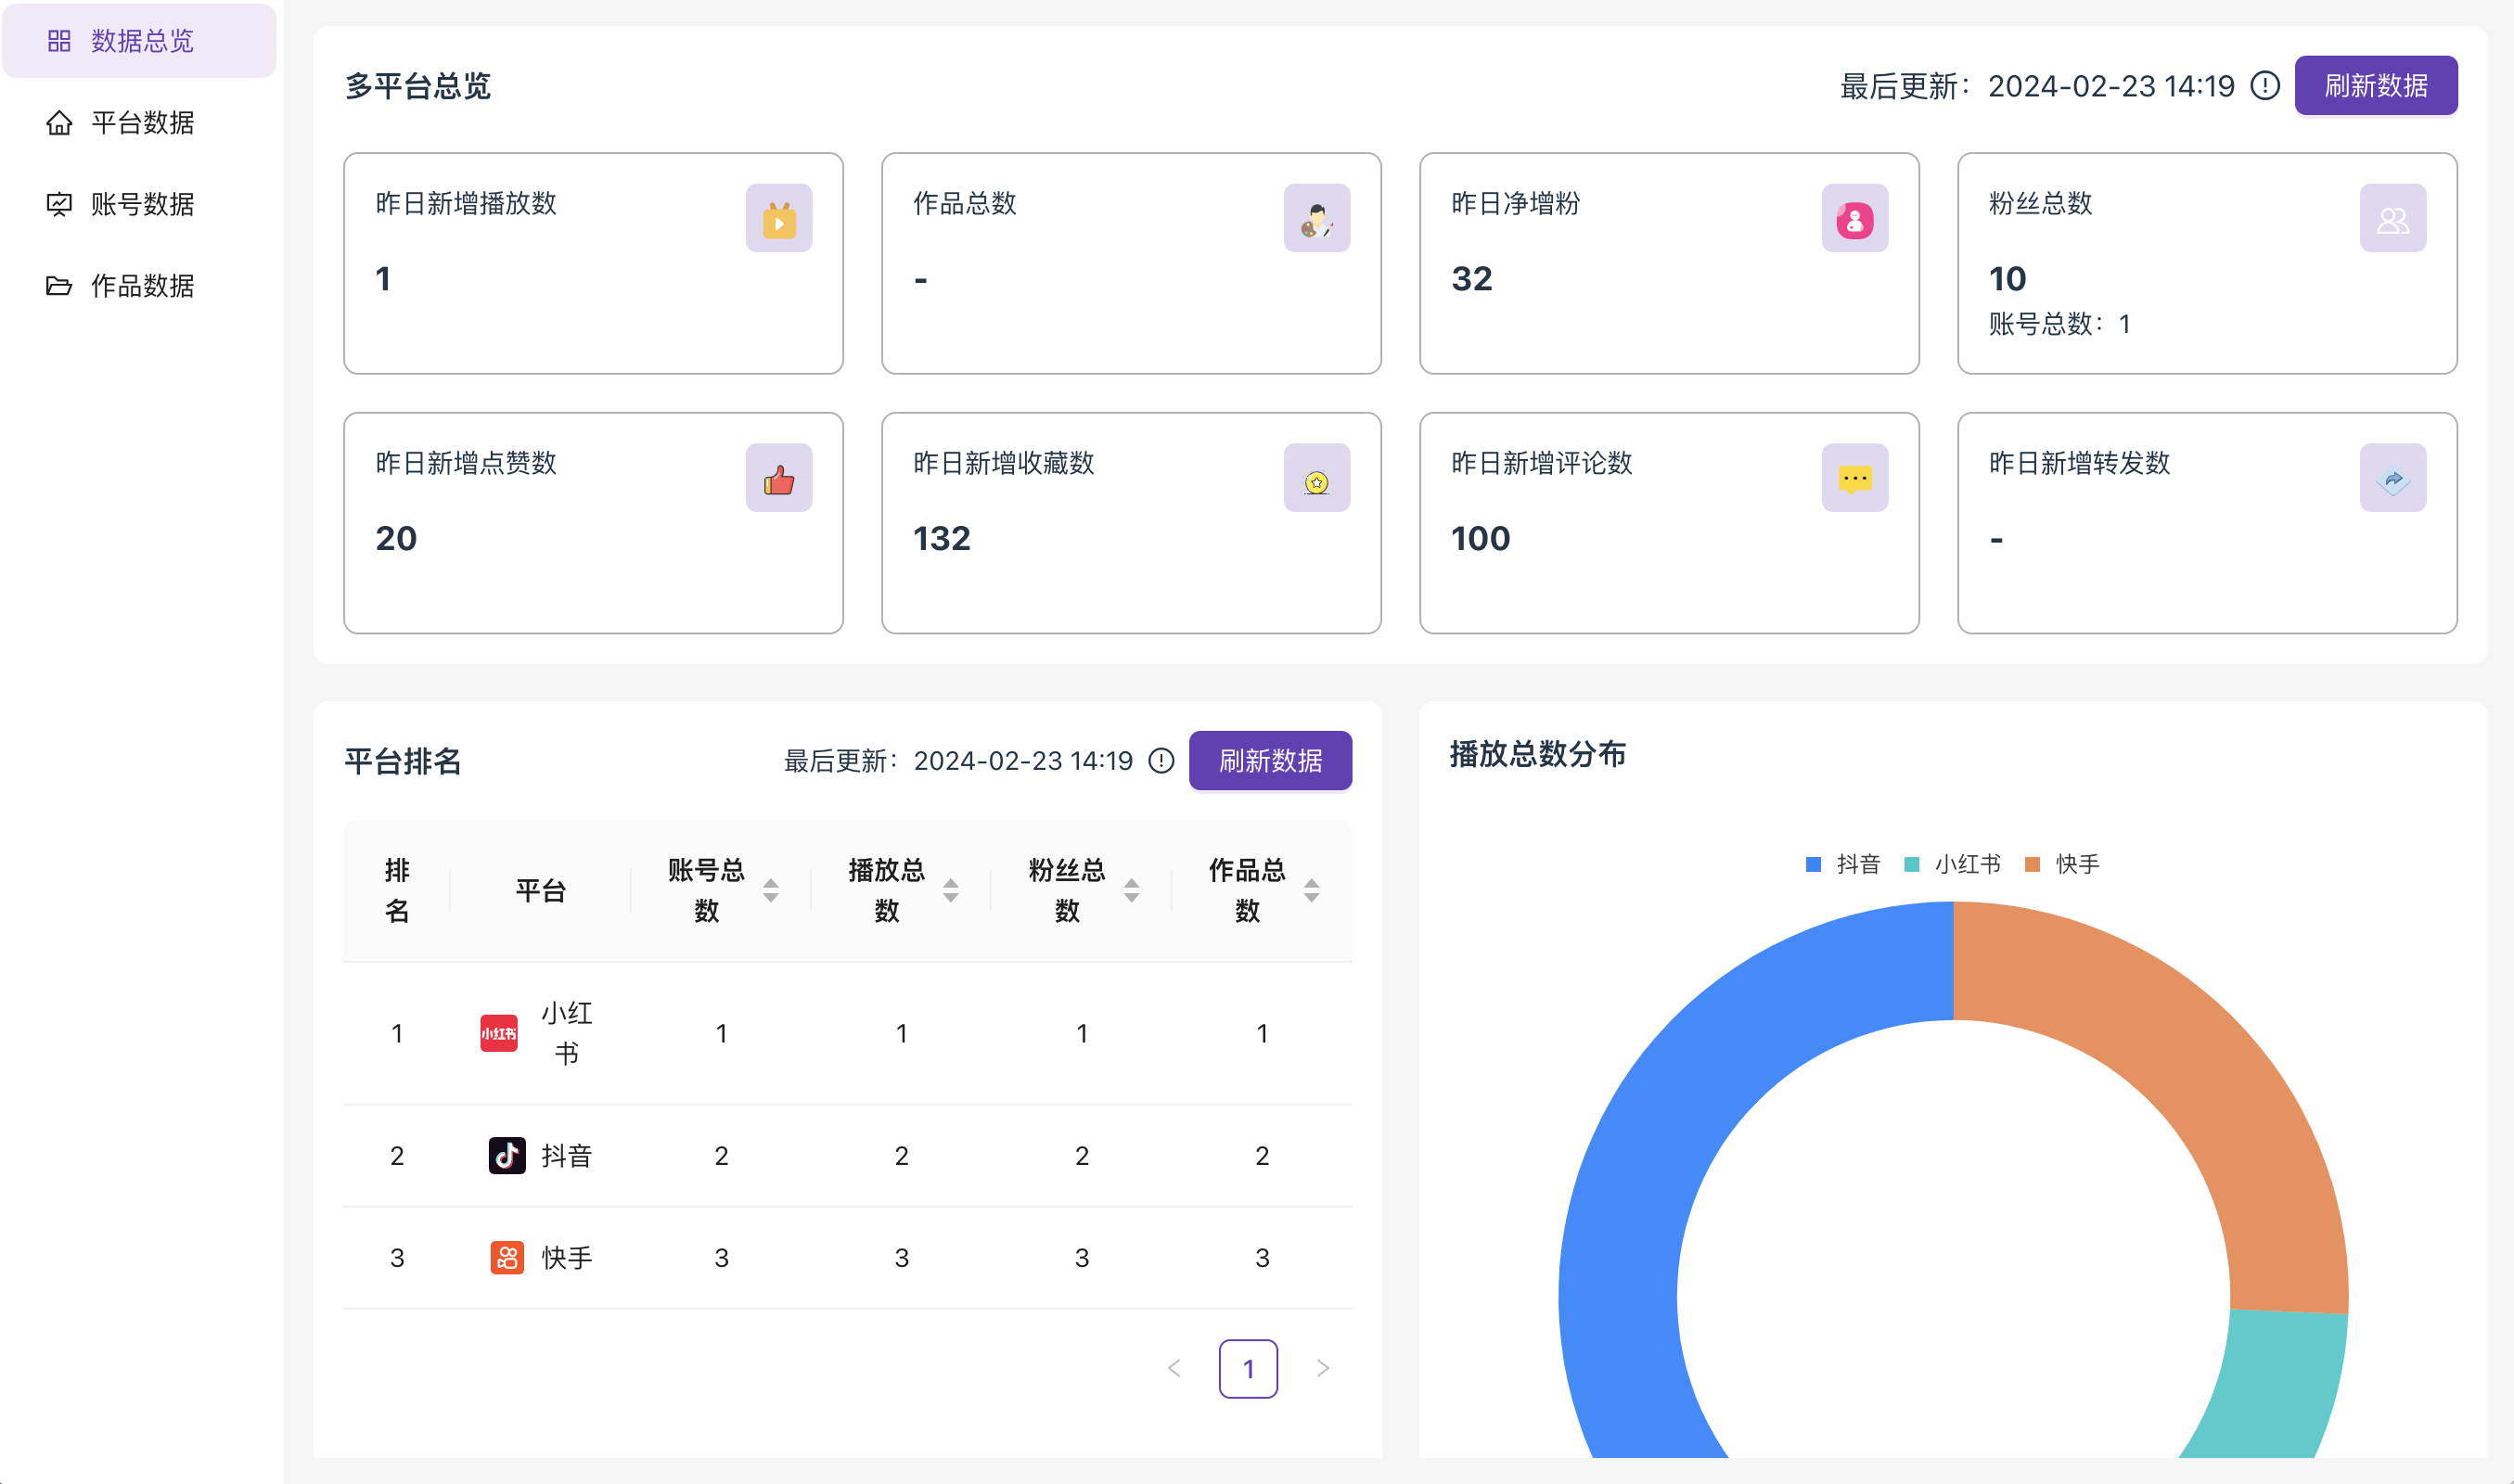 数据总览
平台数据
账号数据
作品数据
多平台总览
最后更新：2024-02-23 14:19
刷新数据
昨日新增播放数
1
作品总数
-
昨日净增粉
32
粉丝总数
10
账号总数：1
昨日新增点赞数
20
昨日新增收藏数
132
昨日新增评论数
100
昨日新增转发数
-
平台排名
最后更新：2024-02-23 14:19
刷新数据
排名 平台 账号总数 播放总数 粉丝总数 作品总数
1 小红书 小红书 1 1 1 1
2 抖音 2 2 2 2
3 快手 3 3 3 3
1
播放总数分布
抖音 小红书 快手